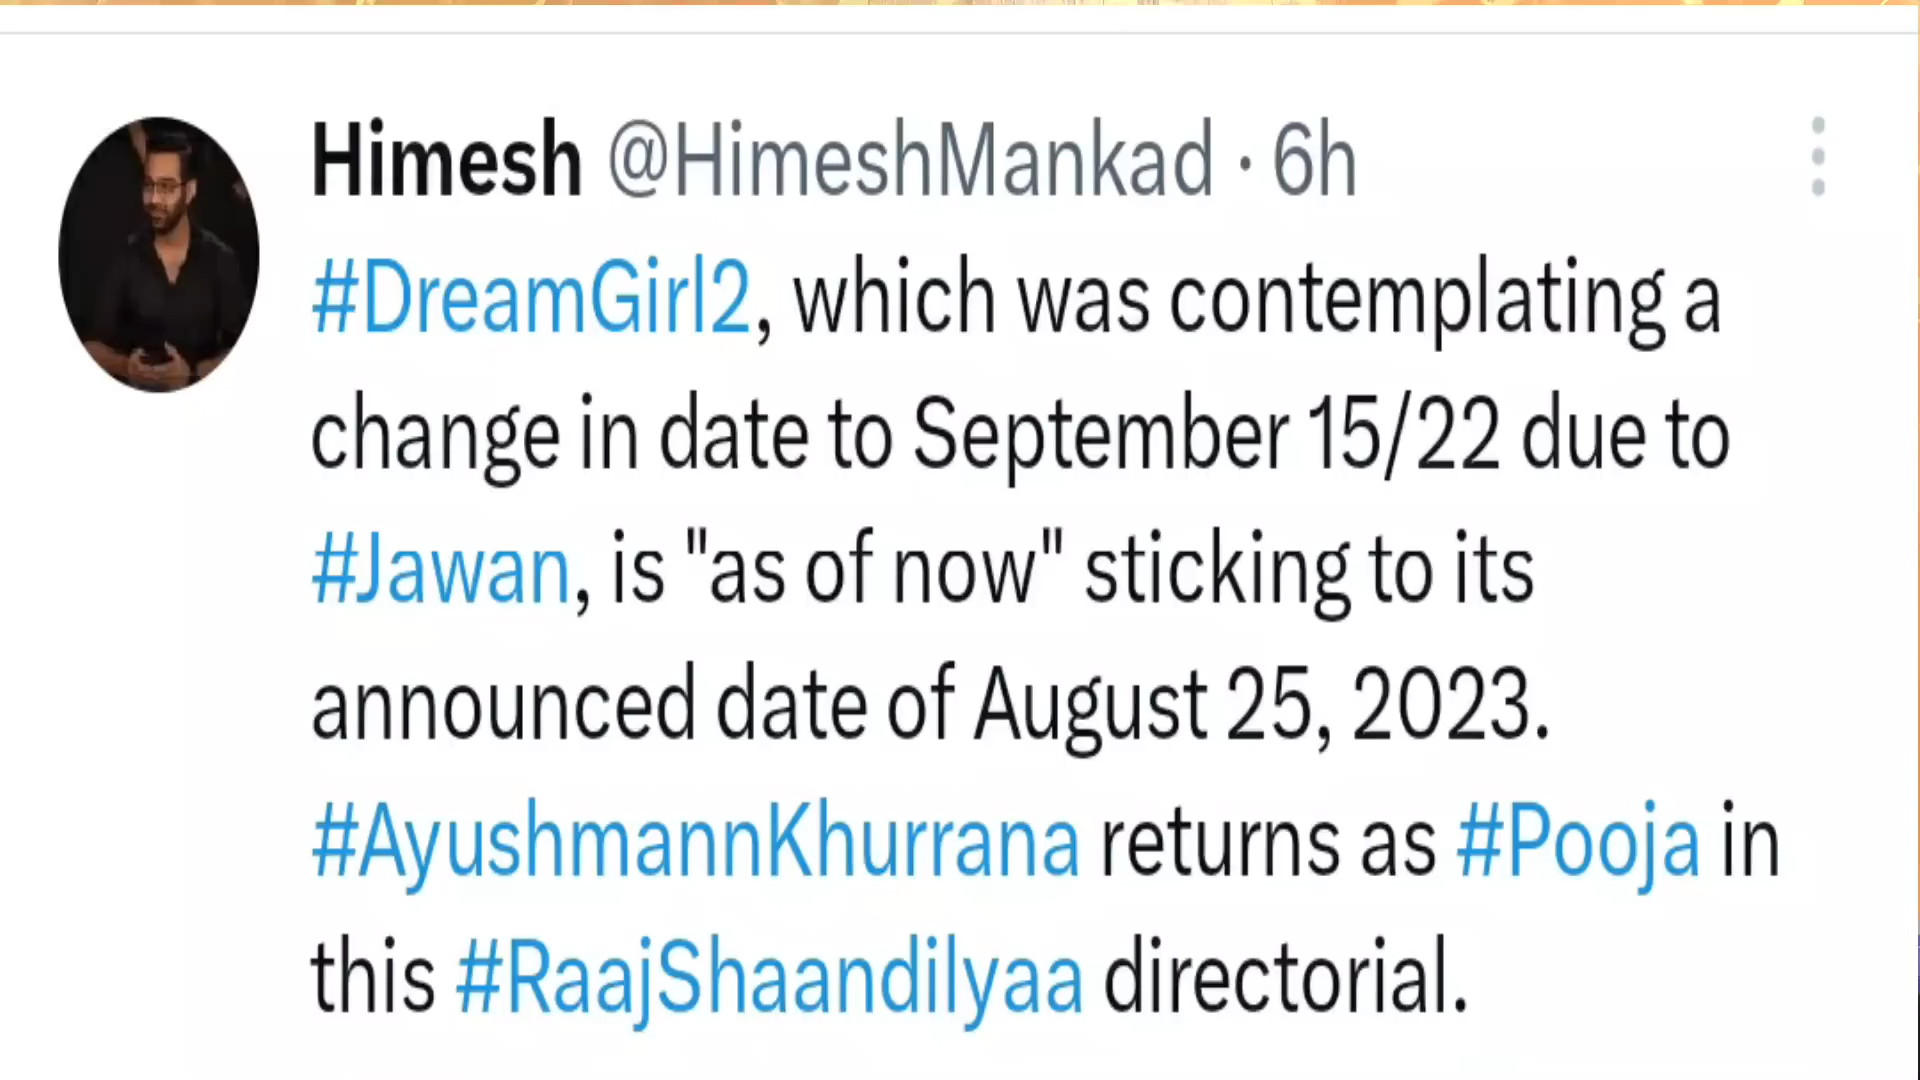 Himesh @HimeshMankad · 6h
#DreamGirl2, which was contemplating a
change in date to September 15/22 due to
#Jawan, is "as of now" sticking to its
announced date of August 25, 2023.
#AyushmannKhurrana returns as #Pooja in
this #RaajShaandilyaa directorial.